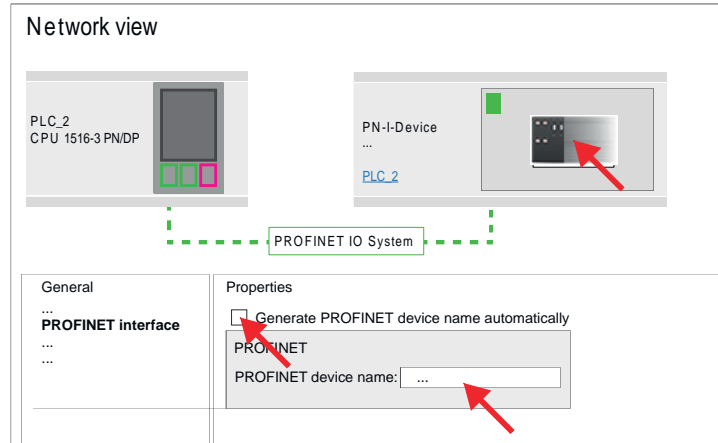 Network view
PLC_2
CPU 1516-3 PN/DP
PN-I-Device
...
PLC_2
PROFINET IO System
General
...
PROFINET interface
...
...
Properties
Generate PROFINET device name automatically
PROFINET
PROFINET device name: ...